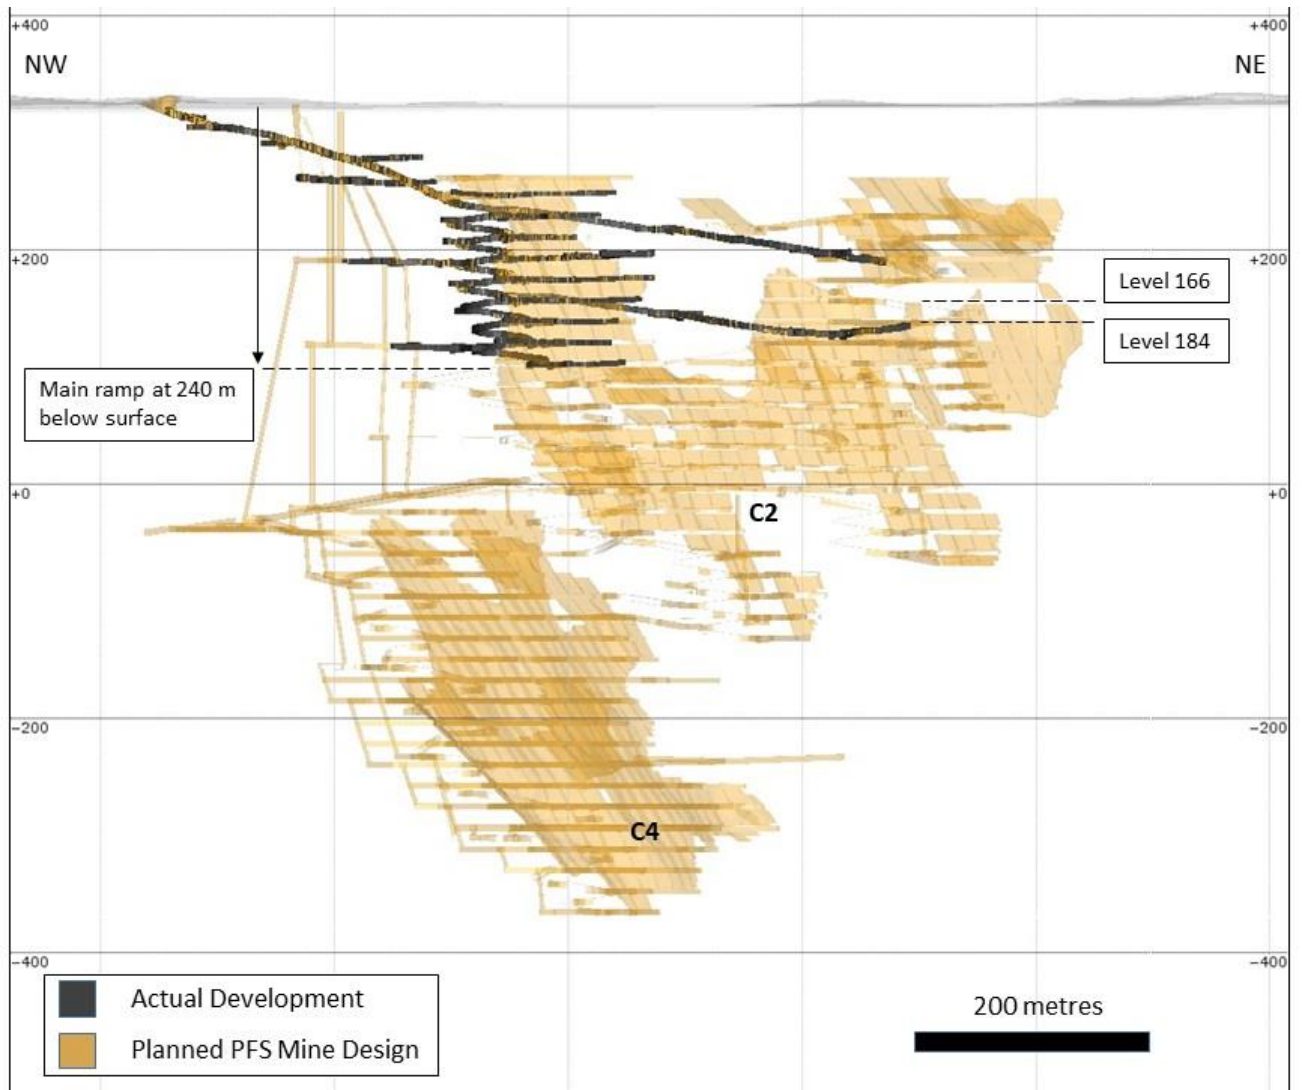 +400
+400
NW
NE
+200
+200
Level 166
Level 184
Main ramp at 240 m
below surface
+0
+0
C2
−200
−200
C4
−400
−400
Actual Development
Planned PFS Mine Design
200 metres